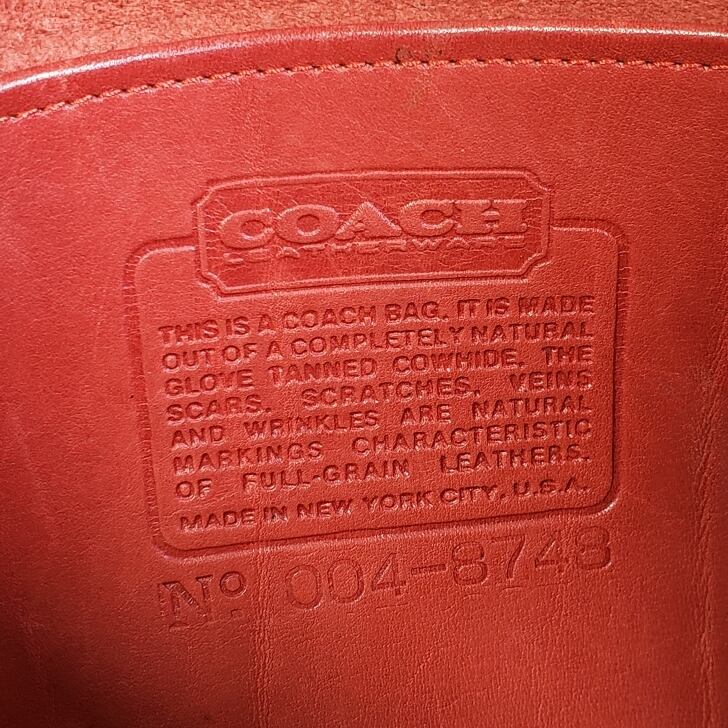 COACH
LEATHERWARE
THIS IS A COACH BAG. IT IS MADE
OUT OF A COMPLETELY NATURAL
GLOVE TANNED COWHIDE. THE
SCARS, SCRATCHES, VEINS
AND WRINKLES ARE NATURAL
MARKINGS CHARACTERISTIC
OF FULL-GRAIN LEATHERS.
MADE IN NEW YORK CITY, U.S.A.
Nº 004-8748